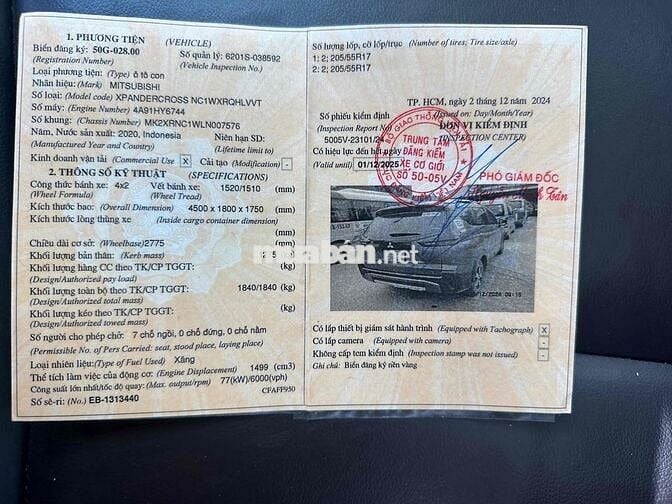 1. PHƯƠNG TIỆN (VEHICLE)
Biển đăng ký: 50G-028.00 Số quản lý: 6201S-038592
(Registration Number) (Vehicle Inspection No.)
Loại phương tiện: (Type) ô tô con
Nhãn hiệu: (Mark) MITSUBISHI
Số loại: (Model code) XPANDERCROSS NC1WXRQHLVVT
Số máy: (Engine Number) 4A91HY6744
Số khung: (Chassis Number) MK2XRNC1WLN007576
Năm, Nước sản xuất: 2020, Indonesia Niên hạn SD:
(Manufactured Year and Country) (Lifetime limit to)
Kinh doanh vận tải (Commercial Use) X Cải tạo (Modification) -
2. THÔNG SỐ KỸ THUẬT (SPECIFICATIONS)
Công thức bánh xe: 4x2 Vết bánh xe: 1520/1510 (mm)
(Wheel Formula) (Wheel Tread)
Kích thước bao: (Overall Dimension) 4500 x 1800 x 1750 (mm)
Kích thước lòng thùng xe (Inside cargo container dimension)
(mm)
Chiều dài cơ sở: (Wheelbase) 2775 (mm)
Khối lượng bản thân: (Kerb mass) (kg)
Khối lượng hàng CC theo TK/CP TGGT: (kg)
(Design/Authorized pay load)
Khối lượng toàn bộ theo TK/CP TGGT: 1840/1840 (kg)
(Design/Authorized total mass)
Khối lượng kéo theo TK/CP TGGT: (kg)
(Design/Authorized towed mass)
Số người cho phép chở: 7 chỗ ngồi, 0 chỗ đứng, 0 chỗ nằm
(Permissible No. of Pers Carried: seat, stood place, laying place)
Loại nhiên liệu: (Type of Fuel Used) Xăng
Thể tích làm việc của động cơ: (Engine Displacement) 1499 (cm3)
Công suất lớn nhất/tốc độ quay: (Max. output/rpm) 77(kW)/6000(vph)
CFAFF950
Số sê-ri: (No.) EB-1313440
Số lượng lốp, cỡ lốp/trục (Number of tires; Tire size/axle)
1: 2; 205/55R17
2: 2; 205/55R17
TP. HCM, ngày 2 tháng 12 năm 2024
Số phiếu kiểm định (Issued on: Day/Month/Year)
(Inspection Report No) ĐƠN VỊ KIỂM ĐỊNH
5005V-23101/24 (INSPECTION CENTER)
Có hiệu lực đến hết ngày
(Valid until) 01/12/2025
BỘ GIAO THÔNG VẬN TẢI
TRUNG TÂM
ĐĂNG KIỂM
XE CƠ GIỚI
SỐ 50-05V
PHÓ GIÁM ĐỐC
muaban.net
Có lắp thiết bị giám sát hành trình (Equipped with Tachograph) X
Có lắp camera (Equipped with camera) -
Không cấp tem kiểm định (Inspection stamp was not issued) -
Ghi chú: Biển đăng ký nền vàng